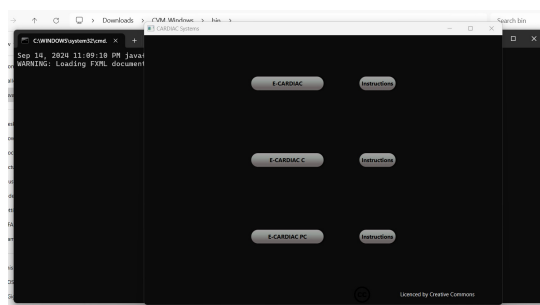 > Downloads > CVM Windows > bin >
Search bin
C:\WINDOWS\system32\cmd.
CARDIAC Systems
Sep 14, 2024 11:09:10 PM java
WARNING: Loading FXML document
E-CARDIAC
Instructions
E-CARDIAC C
Instructions
E-CARDIAC PC
Instructions
Licenced by Creative Commons